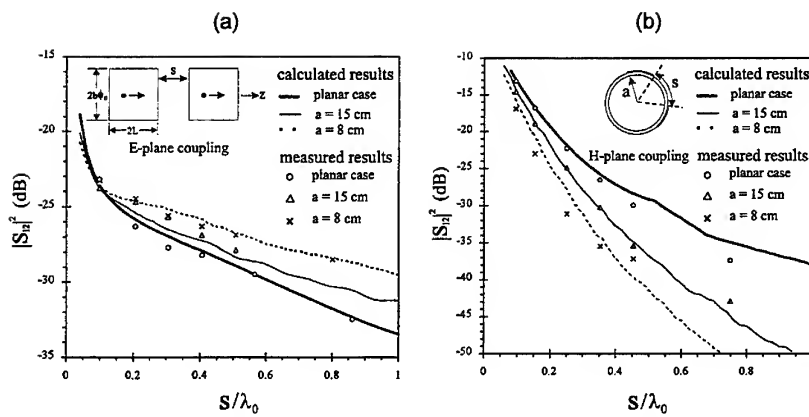 (a)
-15
-20
-25
-30
-35
|S₁₂|² (dB)
0
0.2
0.4
0.6
0.8
1
S/λ₀
S
Z
2L
E-plane coupling
calculated results
planar case
a = 15 cm
a = 8 cm
measured results
planar case
a = 15 cm
a = 8 cm
(b)
-10
-15
-20
-25
-30
-35
-40
-45
-50
|S₁₂|² (dB)
0
0.2
0.4
0.6
0.8
S/λ₀
a
S
H-plane coupling
calculated results
planar case
a = 15 cm
a = 8 cm
measured results
planar case
a = 15 cm
a = 8 cm